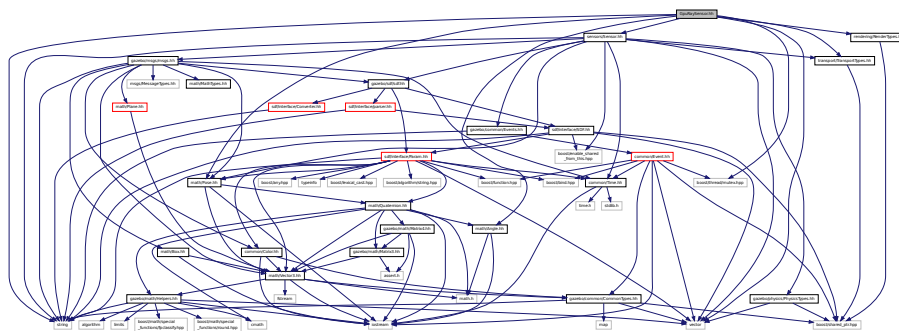 GpuRaySensor.hh
sensors/Sensor.hh
rendering/RenderTypes.hh
gazebo/msgs/msgs.hh
transport/TransportTypes.hh
msgs/MessageTypes.hh
math/MathTypes.hh
gazebo/sdf/sdf.hh
math/Plane.hh
sdf/interface/Converter.hh
sdf/interface/parser.hh
gazebo/common/Events.hh
sdf/interface/SDF.hh
boost/enable_shared
_from_this.hpp
sdf/interface/Param.hh
common/Event.hh
math/Pose.hh
boost/any.hpp
typeinfo
boost/lexical_cast.hpp
boost/algorithm/string.hpp
boost/function.hpp
boost/bind.hpp
common/Time.hh
boost/thread/mutex.hpp
math/Quaternion.hh
time.h
stdlib.h
gazebo/math/Matrix4.hh
math/Angle.hh
math/Box.hh
common/Color.hh
gazebo/math/Matrix3.hh
math/Vector3.hh
assert.h
fstream
math.h
gazebo/math/Helpers.hh
gazebo/common/CommonTypes.hh
gazebo/physics/PhysicsTypes.hh
string
algorithm
limits
boost/math/special
_functions/fpclassify.hpp
boost/math/special
_functions/round.hpp
cmath
iostream
map
vector
boost/shared_ptr.hpp